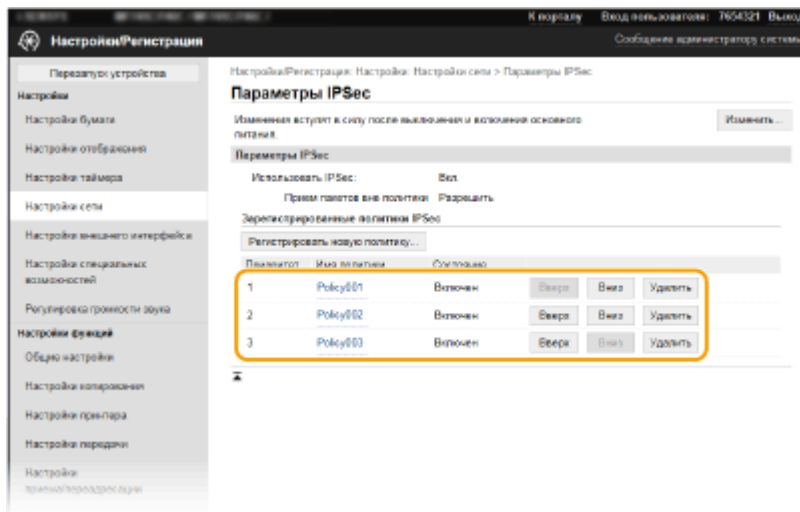 К порталу Вход пользователя: 7654321 Выход
Настройки/Регистрация
Сообщение администратору системы
Перезапуск устройства
Настройки
Настройки бумаги
Настройки отображения
Настройки таймера
Настройки сети
Настройки внешнего интерфейса
Настройки специальных
возможностей
Регулировка громкости звука
Настройки функций
Общие настройки
Настройки копирования
Настройки принтера
Настройки передачи
Настройки
приема/переадресации
Настройки/Регистрация: Настройки: Настройки сети > Параметры IPSec
Параметры IPSec
Изменения вступят в силу после выключения и включения основного
питания.
Изменить...
Параметры IPSec
Использовать IPSec: Вкл.
Прием пакетов вне политики Разрешить
Зарегистрированные политики IPSec
Регистрировать новую политику...
Приоритет Имя политики Состояние
1 Policy001 Включен Вверх Вниз Удалить
2 Policy002 Включен Вверх Вниз Удалить
3 Policy003 Включен Вверх Вниз Удалить